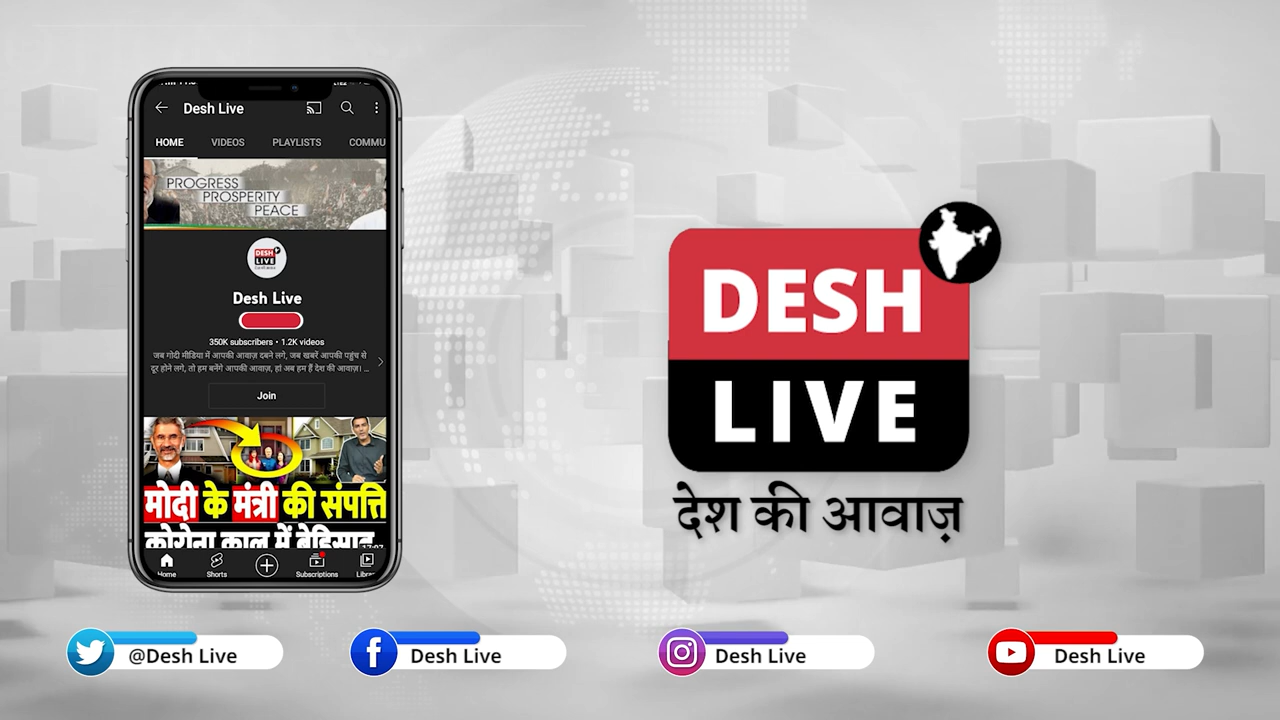 Desh Live
HOME VIDEOS PLAYLISTS COMMU
PROGRESS
PROSPERITY
PEACE
DESH
LIVE
Desh Live
350K subscribers • 1.2K videos
जब गोदी मीडिया में आपकी आवाज़ दबने लगे, जब खबरें आपकी पहुंच से
दूर होने लगे, तो हम बनेंगे आपकी आवाज़, हां अब हम हैं देश की आवाज़। ...
Join
मोदी के मंत्री की संपत्ति
कोरोना काल में बेहिसाब
Home Shorts Subscriptions Libra
DESH
LIVE
देश की आवाज़
@Desh Live
Desh Live
Desh Live
Desh Live